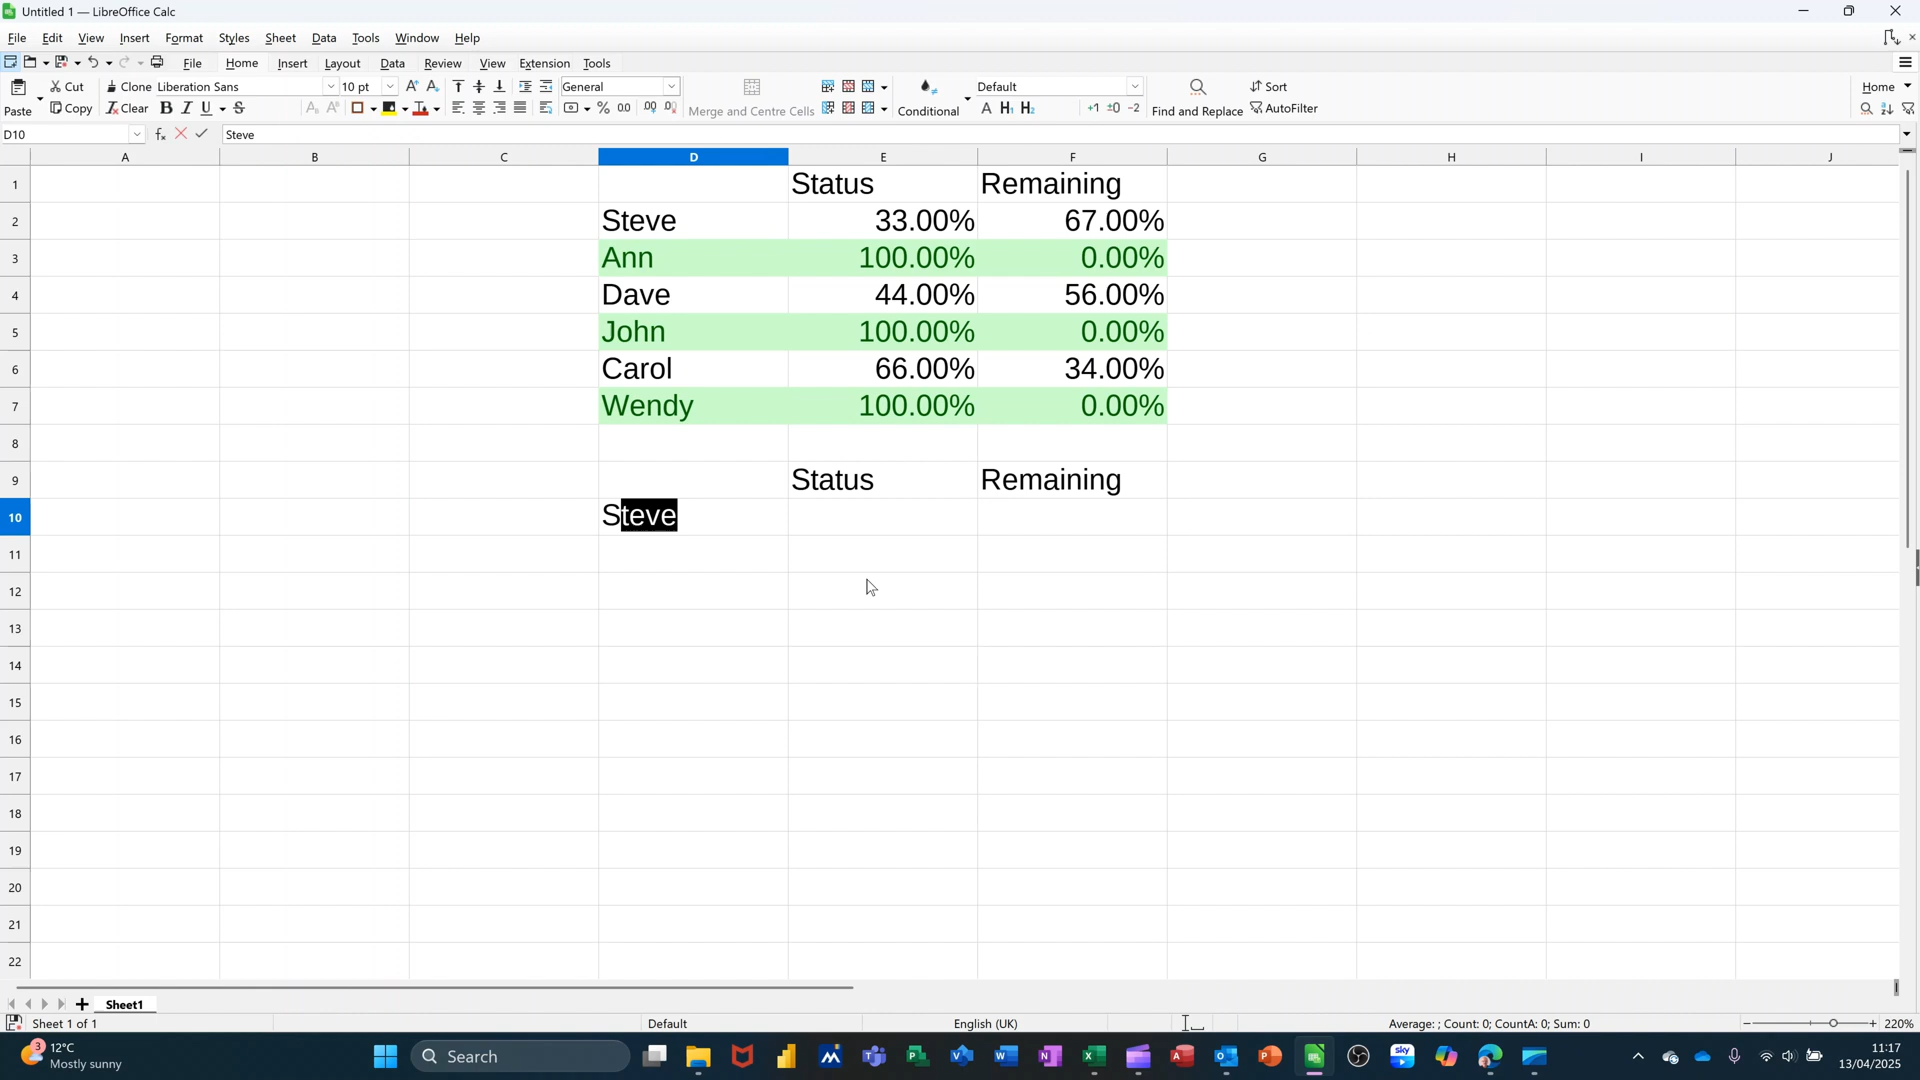 Untitled 1 — LibreOffice Calc
File Edit View Insert Format Styles Sheet Data Tools Window Help
File Home Insert Layout Data Review View Extension Tools
Paste Cut Clone Liberation Sans 10 pt General Default Sort Home
Copy Clear Merge and Centre Cells Conditional Find and Replace AutoFilter
D10 Steve
A B C D E F G H I J
1 Status Remaining
2 Steve 33.00% 67.00%
3 Ann 100.00% 0.00%
4 Dave 44.00% 56.00%
5 John 100.00% 0.00%
6 Carol 66.00% 34.00%
7 Wendy 100.00% 0.00%
8
9 Status Remaining
10 Steve
11
12
13
14
15
16
17
18
19
20
21
22
Sheet1
Sheet 1 of 1 Default English (UK) Average: ; Count: 0; CountA: 0; Sum: 0 220%
3 12°C Mostly sunny Search sky 11:17
13/04/2025